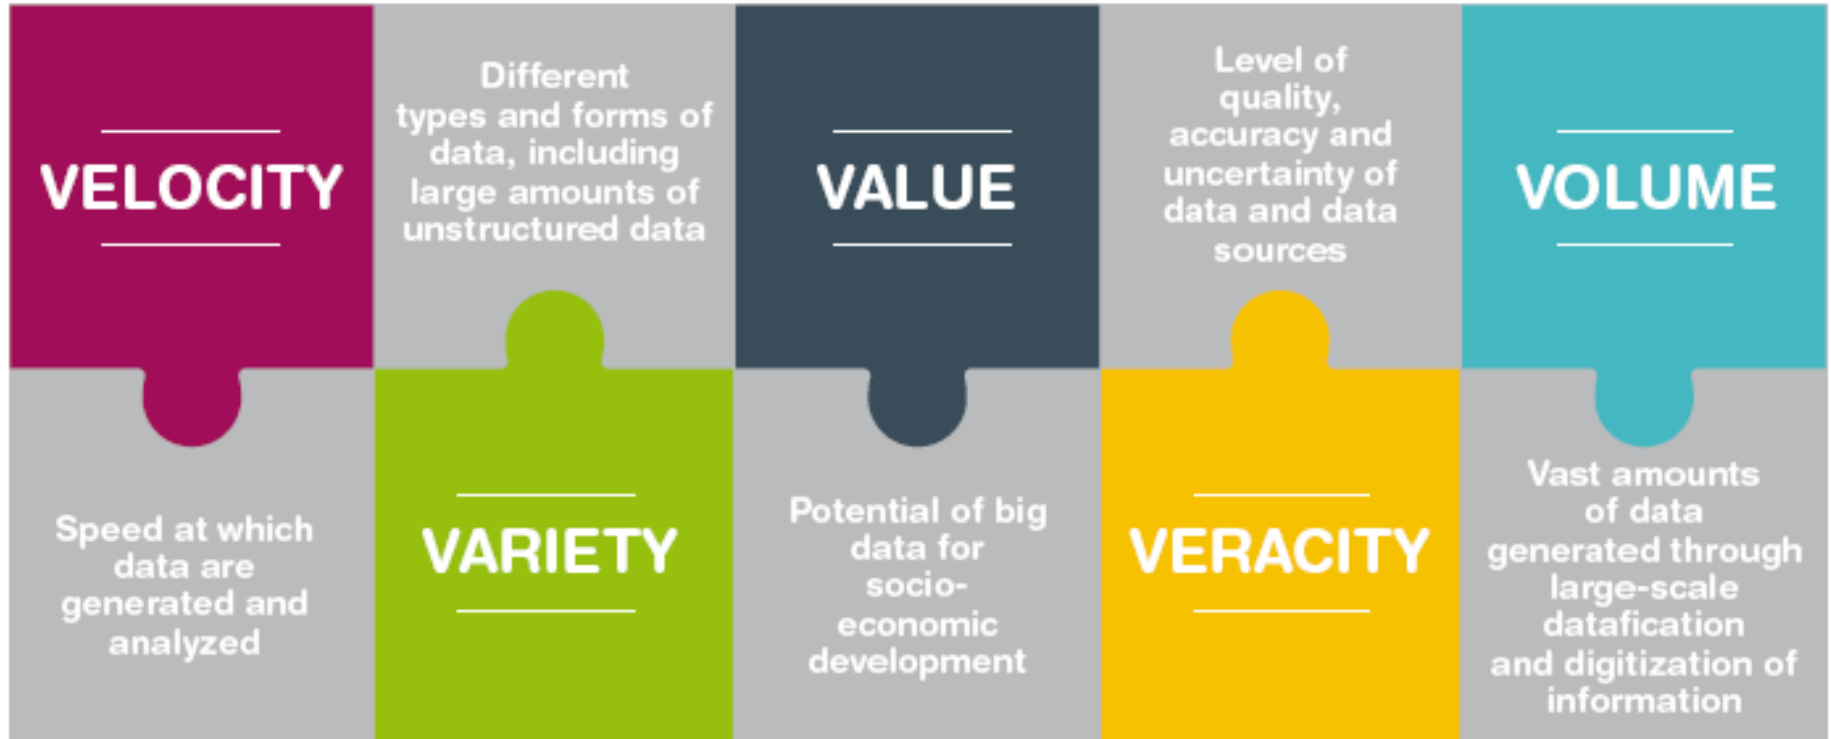 VELOCITY
Speed at which
data are
generated and
analyzed
Different
types and forms of
data, including
large amounts of
unstructured data
VARIETY
VALUE
Potential of big
data for
socio-
economic
development
Level of
quality,
accuracy and
uncertainty of
data and data
sources
VERACITY
VOLUME
Vast amounts
of data
generated through
large-scale
datafication
and digitization of
information